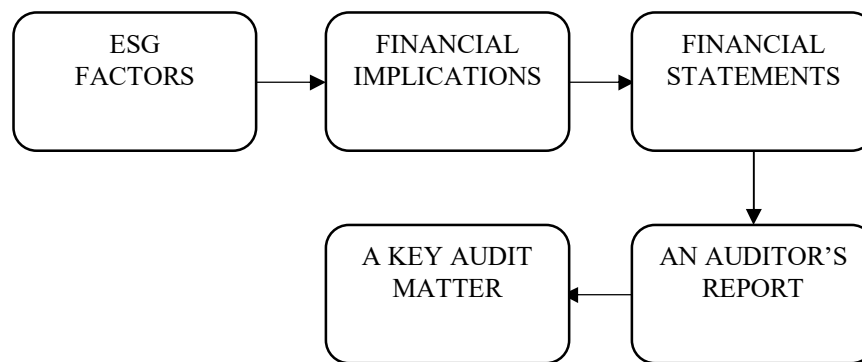 ESG
FACTORS
FINANCIAL
IMPLICATIONS
FINANCIAL
STATEMENTS
A KEY AUDIT
MATTER
AN AUDITOR’S
REPORT